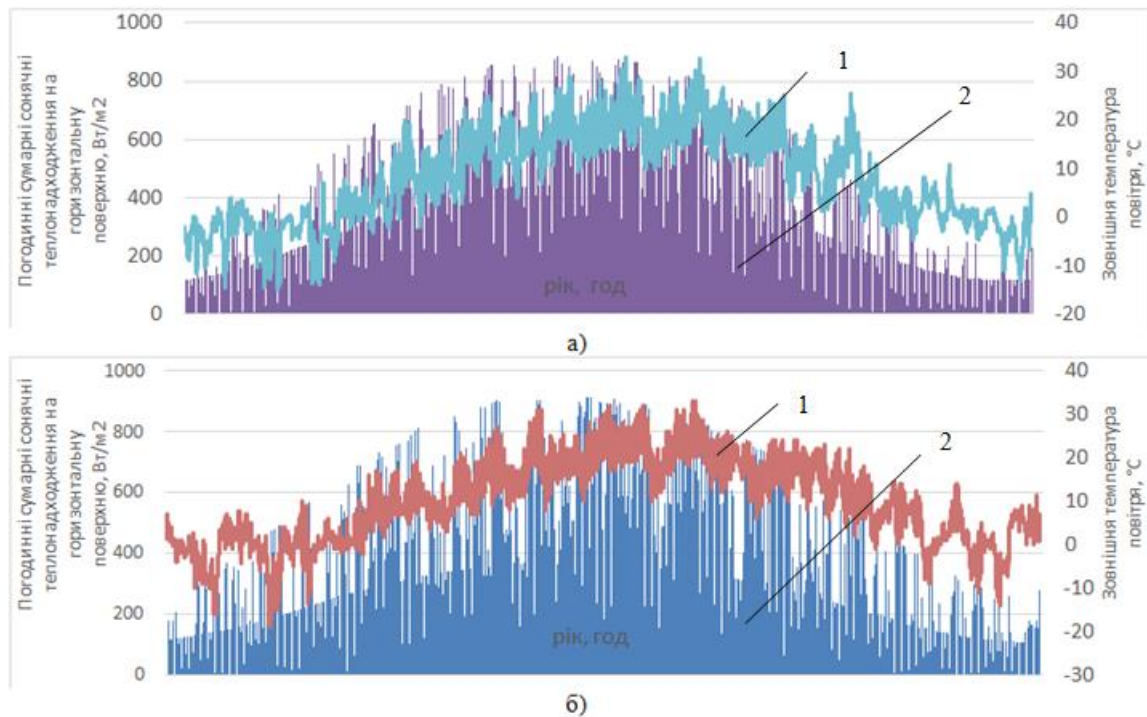 Погодинні сумарні сонячні
теплонадходження на
горизонтальну
поверхню, Вт/м2
1000
800
600
400
200
0
40
30
20
10
0
-10
-20
Зовнішня температура
повітря, °С
1
2
рік, год
а)
Погодинні сумарні сонячні
теплонадходження на
горизонтальну
поверхню, Вт/м2
1000
800
600
400
200
0
40
30
20
10
0
-10
-20
-30
Зовнішня температура
повітря, °С
1
2
рік, год
б)